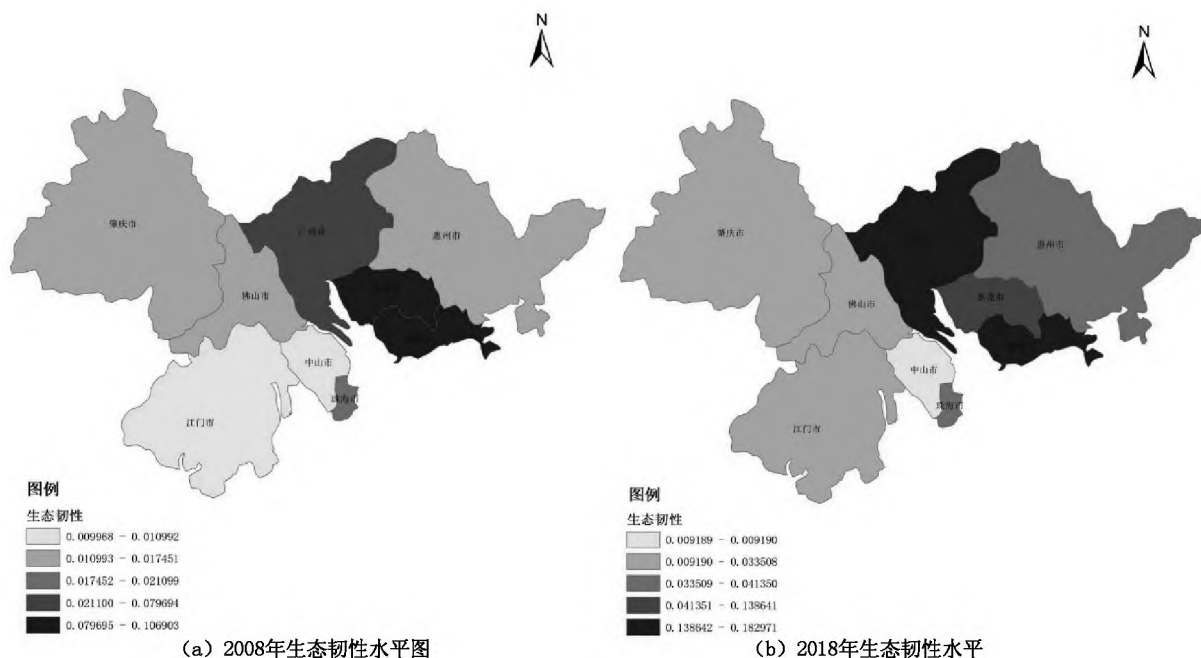 N
肇庆市
广州市
惠州市
佛山市
中山市
珠海市
江门市
图例
生态韧性
0.009968 - 0.010992
0.010993 - 0.017451
0.017452 - 0.021099
0.021100 - 0.079694
0.079695 - 0.106903
(a) 2008年生态韧性水平图
N
肇庆市
惠州市
佛山市
东莞市
中山市
珠海市
江门市
图例
生态韧性
0.009189 - 0.009190
0.009190 - 0.033508
0.033509 - 0.041350
0.041351 - 0.138641
0.138642 - 0.182971
(b) 2018年生态韧性水平